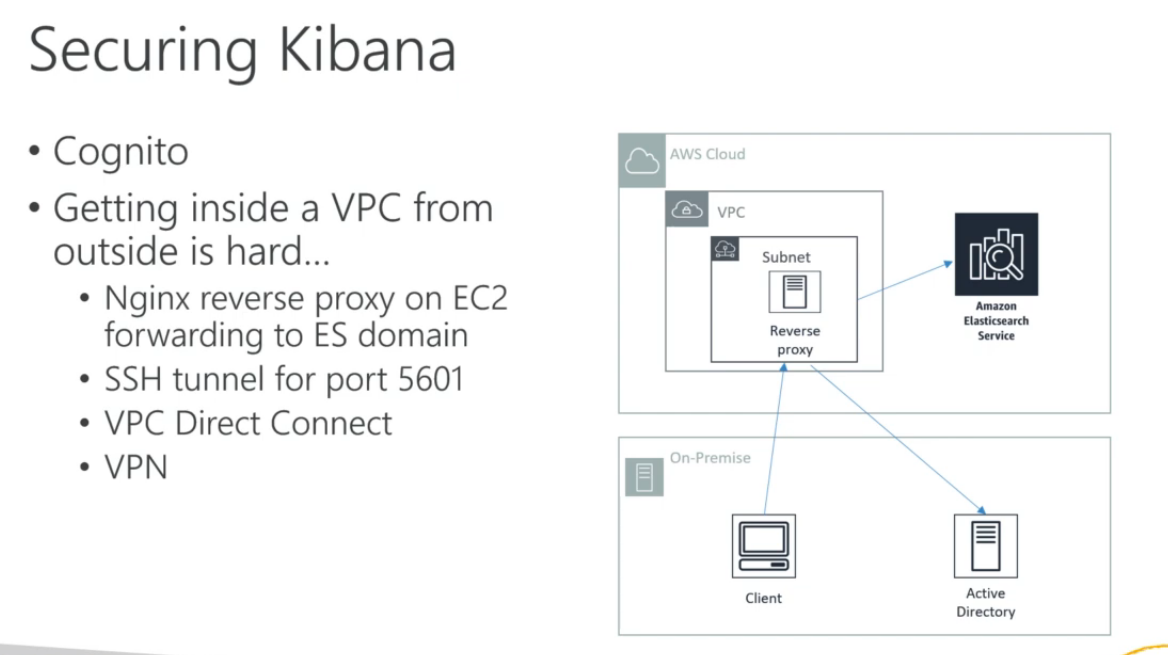 Securing Kibana
• Cognito
• Getting inside a VPC from
outside is hard...
• Nginx reverse proxy on EC2
forwarding to ES domain
• SSH tunnel for port 5601
• VPC Direct Connect
• VPN
AWS Cloud
VPC
Subnet
Reverse
proxy
Amazon
Elasticsearch
Service
On-Premise
Client
Active
Directory